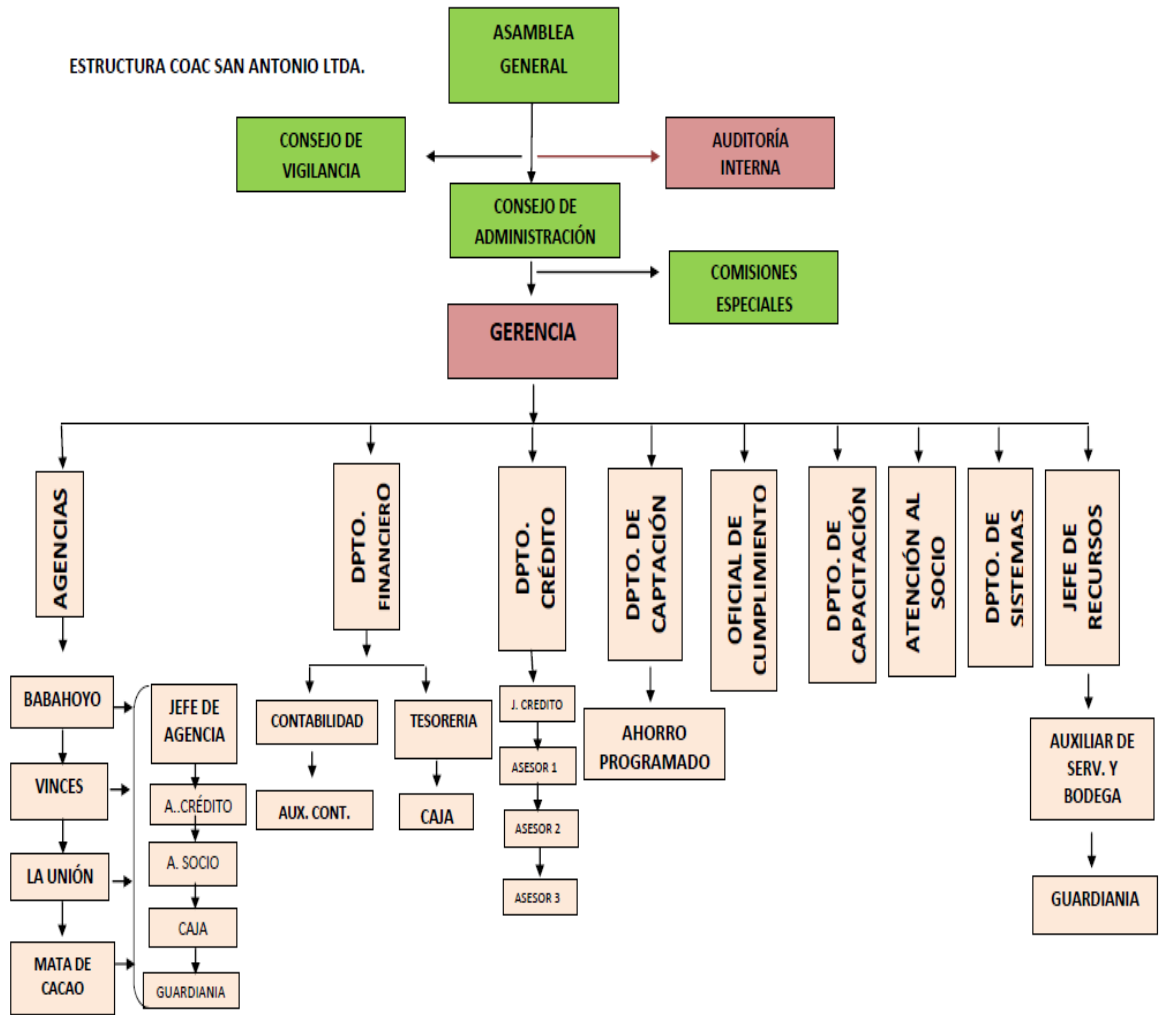 ESTRUCTURA COAC SAN ANTONIO LTDA.
ASAMBLEA
GENERAL
CONSEJO DE
VIGILANCIA
AUDITORÍA
INTERNA
CONSEJO DE
ADMINISTRACIÓN
COMISIONES
ESPECIALES
GERENCIA
AGENCIAS
DPTO.
FINANCIERO
DPTO.
CRÉDITO
DPTO. DE
CAPTACIÓN
OFICIAL DE
CUMPLIMIENTO
DPTO. DE
CAPACITACIÓN
ATENCIÓN AL
SOCIO
DPTO. DE
SISTEMAS
JEFE DE
RECURSOS
BABAHOYO
VINCES
LA UNIÓN
MATA DE
CACAO
JEFE DE
AGENCIA
A..CRÉDITO
A. SOCIO
CAJA
GUARDIANIA
CONTABILIDAD
AUX. CONT.
TESORERIA
CAJA
J. CREDITO
ASESOR 1
ASESOR 2
ASESOR 3
AHORRO
PROGRAMADO
AUXILIAR DE
SERV. Y
BODEGA
GUARDIANIA